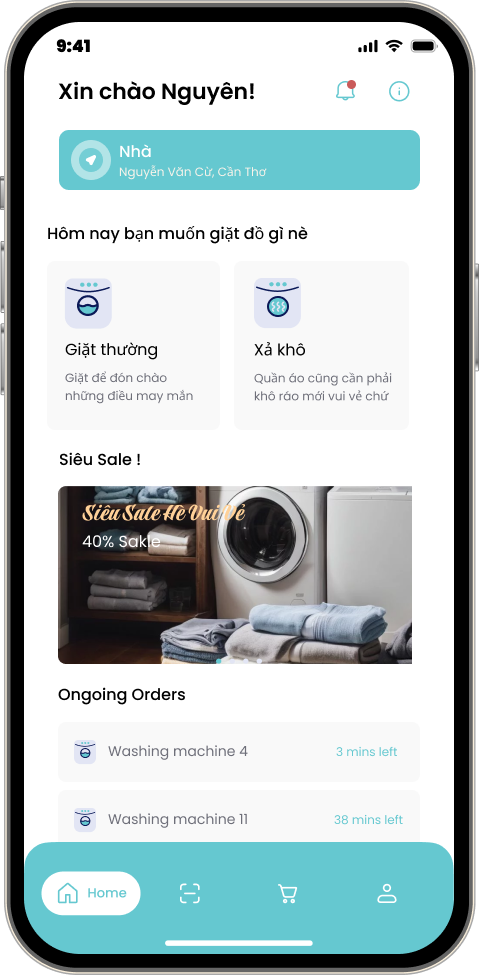 9:41
Xin chào Nguyên!
Nhà
Nguyễn Văn Cừ, Cần Thơ
Hôm nay bạn muốn giặt đồ gì nè
Giặt thường
Giặt để đón chào
những điều may mắn
Xả khô
Quần áo cũng cần phải
khô ráo mới vui vẻ chứ
Siêu Sale !
Siêu Sale Hè Vui Vẻ
40% Sakle
Ongoing Orders
Washing machine 4
3 mins left
Washing machine 11
38 mins left
Home